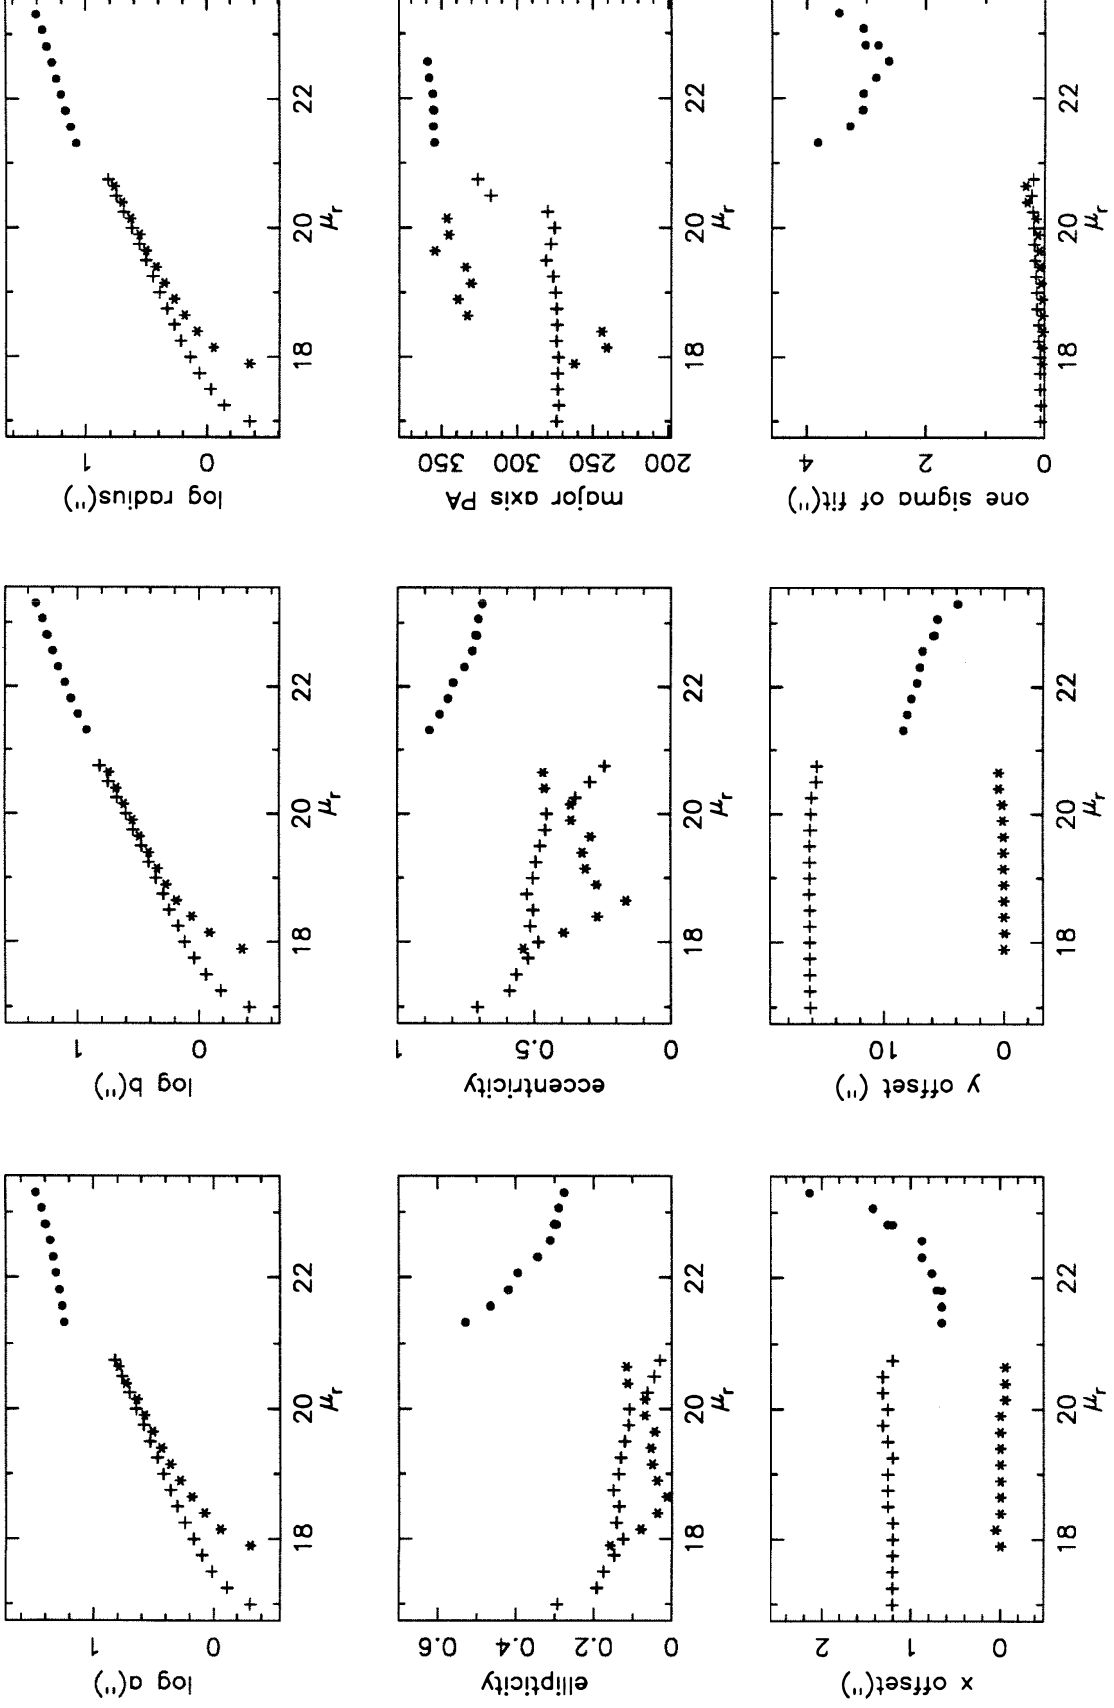 log a(")
1
0
18 20 22
μr
log b(")
1
0
18 20 22
μr
log radius(")
1
0
18 20 22
μr
ellipticity
0.6
0.4
0.2
0
18 20 22
μr
eccentricity
1
0.5
0
18 20 22
μr
major axis PA
350
300
250
200
18 20 22
μr
x offset(")
2
1
0
18 20 22
μr
y offset (")
10
0
18 20 22
μr
one sigma of fit(")
4
2
0
18 20 22
μr